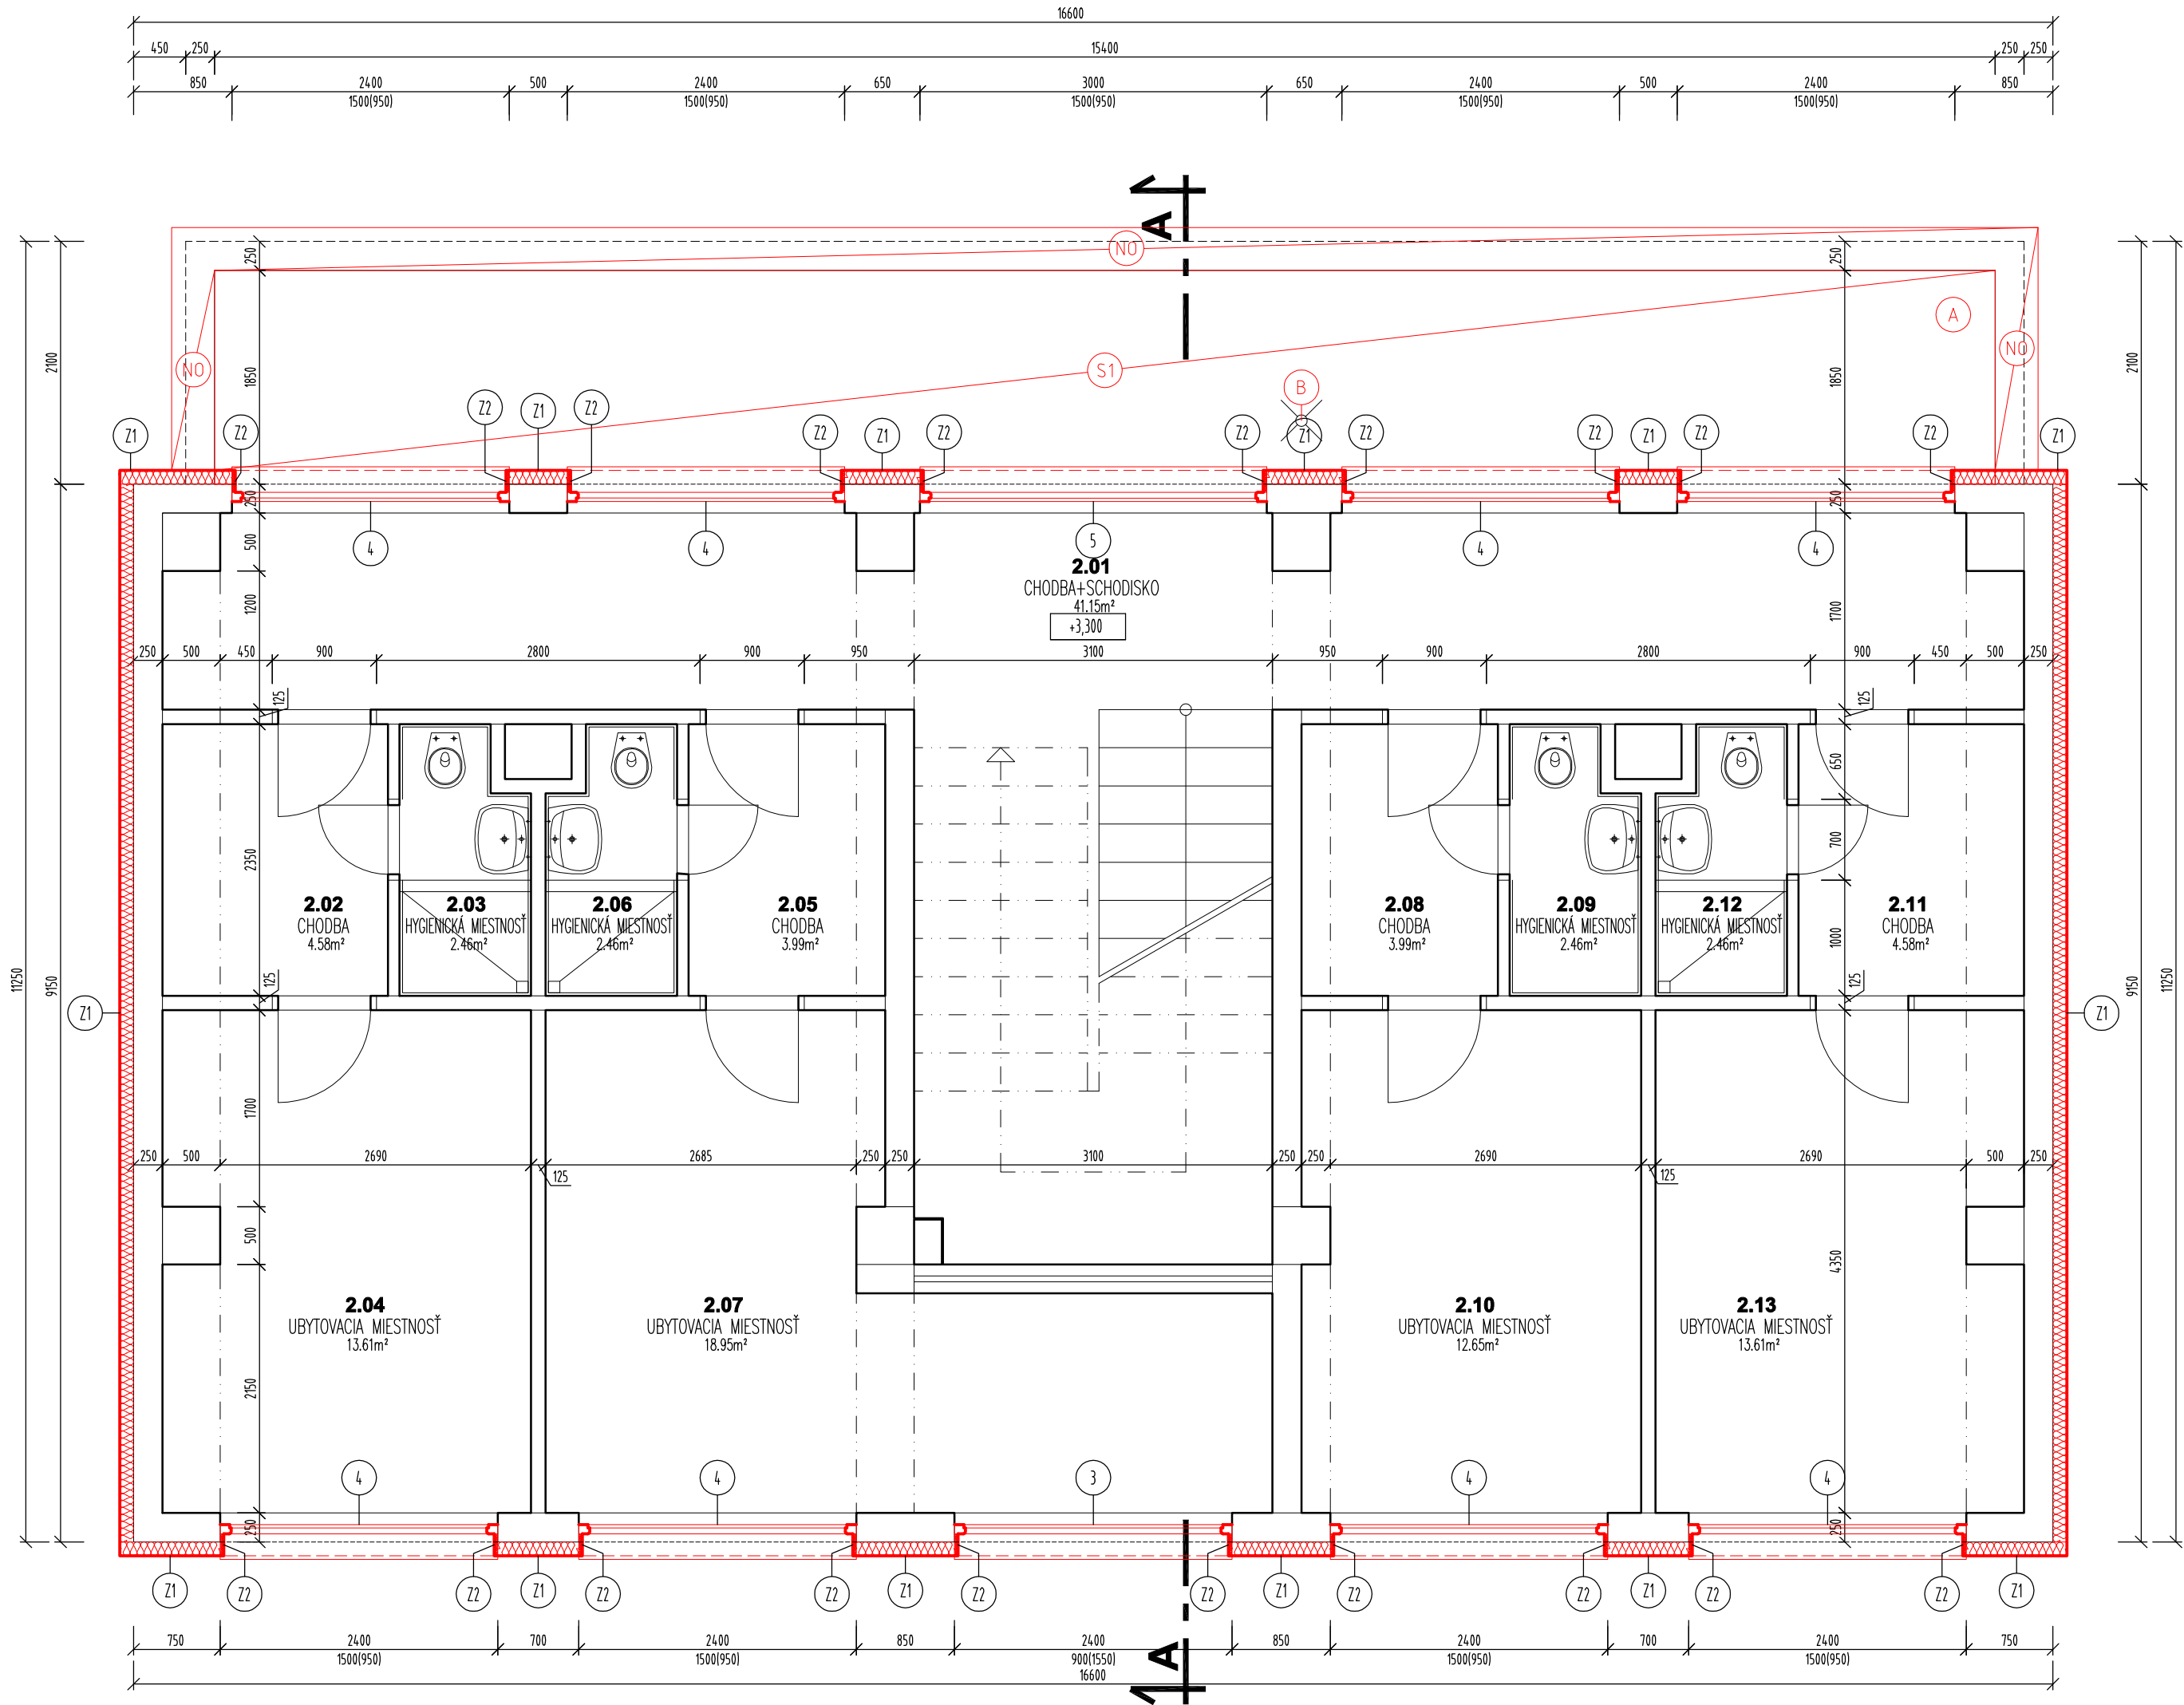 16600
450 250 15400 250 250
850 2400 500 2400 650 3000 650 2400 500 2400 850
1500(950) 1500(950) 1500(950) 1500(950) 1500(950)
A 1
250 NO 250
A
2100 1850 NO S1 B NO 1850 2100
Z1 Z2 Z2 Z1 Z2 Z2 Z1 Z2 Z2 Z1 Z2 Z2 Z1 Z2 Z2 Z1
250 250
500 4 4 5 4 4
2.01
CHODBA+SCHODISKO
41.15m²
+3,300
1200 1700
250 500 450 900 2800 900 950 3100 950 900 2800 900 450 500 250
125 125
650
2350 700
2.02 2.03 2.06 2.05 2.08 2.09 2.12 2.11
CHODBA HYGIENICKÁ MIESTNOSŤ HYGIENICKÁ MIESTNOSŤ CHODBA CHODBA HYGIENICKÁ MIESTNOSŤ HYGIENICKÁ MIESTNOSŤ CHODBA
4.58m² 2.46m² 2.46m² 3.99m² 3.99m² 2.46m² 2.46m² 4.58m²
1000
11250 9150 125 125 9150 11250
Z1 Z1
1700
250 500 2690 2685 250 250 3100 250 250 2690 2690 500 250
125 125
500 4350
2.04 2.07 2.10 2.13
UBYTOVACIA MIESTNOSŤ UBYTOVACIA MIESTNOSŤ UBYTOVACIA MIESTNOSŤ UBYTOVACIA MIESTNOSŤ
13.61m² 18.95m² 12.65m² 13.61m²
2150
4 4 3 4 4
250 250
Z1 Z2 Z2 Z1 Z2 Z2 Z1 Z2 Z2 Z1 Z2 Z2 Z1 Z2 Z2 Z1
750 2400 700 2400 850 2400 850 2400 700 2400 750
1500(950) 1500(950) 900(1550) 1500(950) 1500(950)
16600
A 1